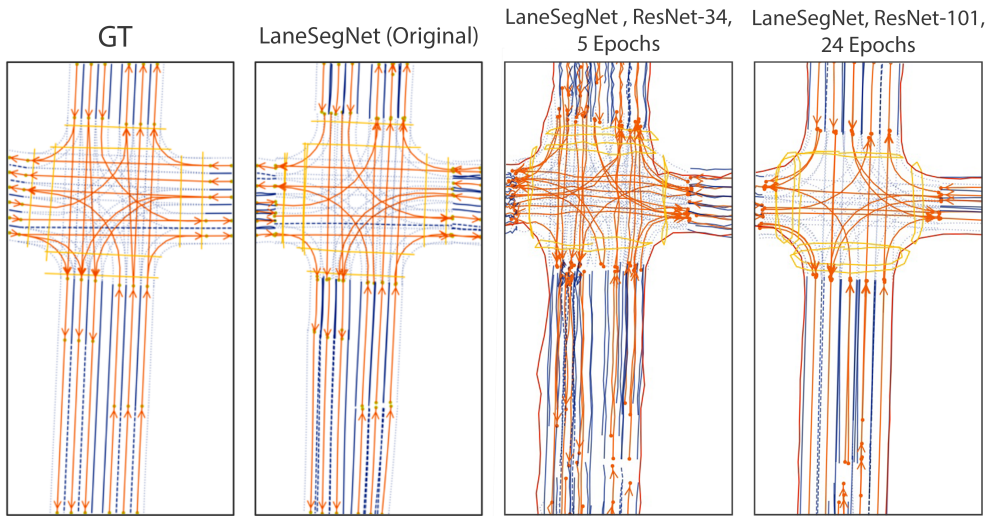 GT
LaneSegNet (Original)
LaneSegNet , ResNet-34,
5 Epochs
LaneSegNet, ResNet-101,
24 Epochs